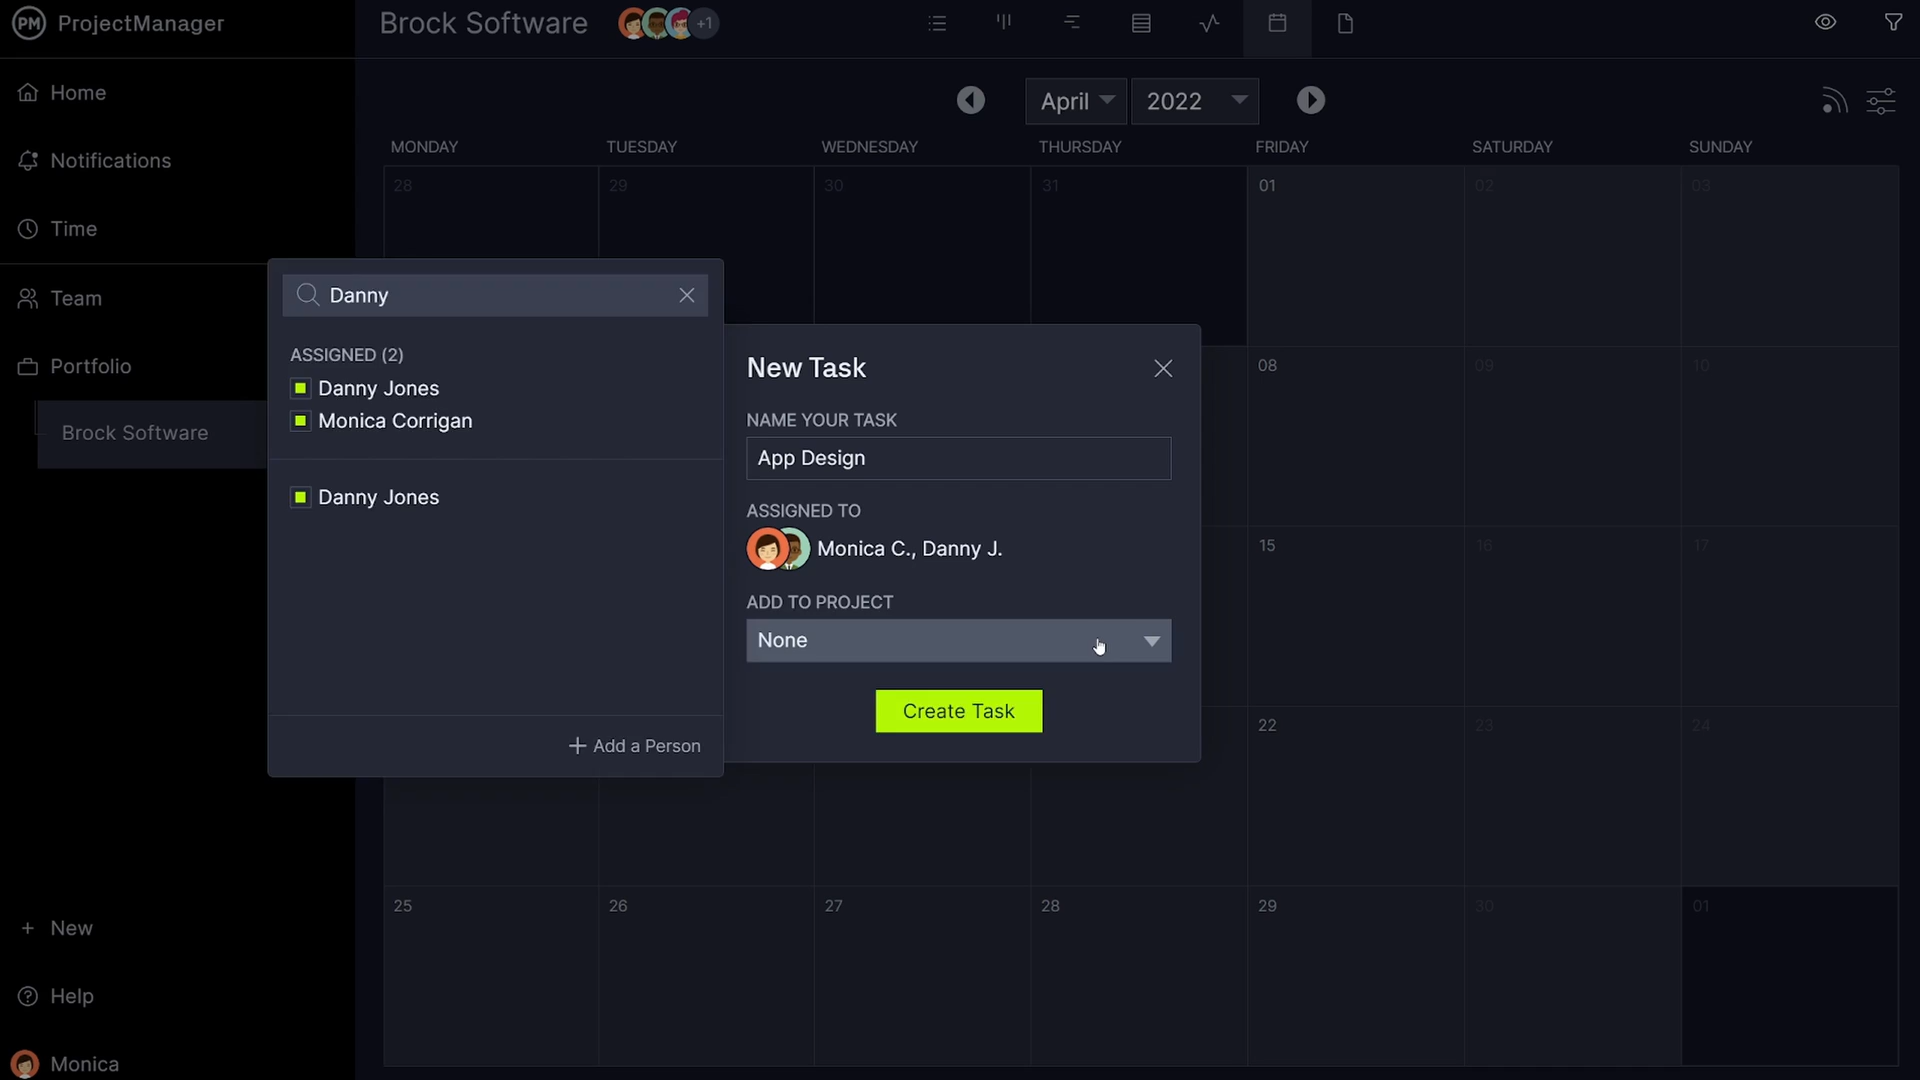 PM ProjectManager
Brock Software
+1
Home
Notifications
Time
Team
Portfolio
Brock Software
+ New
? Help
Monica
April
2022
MONDAY TUESDAY WEDNESDAY THURSDAY FRIDAY SATURDAY SUNDAY
28 29 30 31 01 02 03
08 09 10
15 16 17
22 23 24
25 26 27 28 29 30 01
Danny
ASSIGNED (2)
Danny Jones
Monica Corrigan
Danny Jones
+ Add a Person
New Task
NAME YOUR TASK
App Design
ASSIGNED TO
Monica C., Danny J.
ADD TO PROJECT
None
Create Task